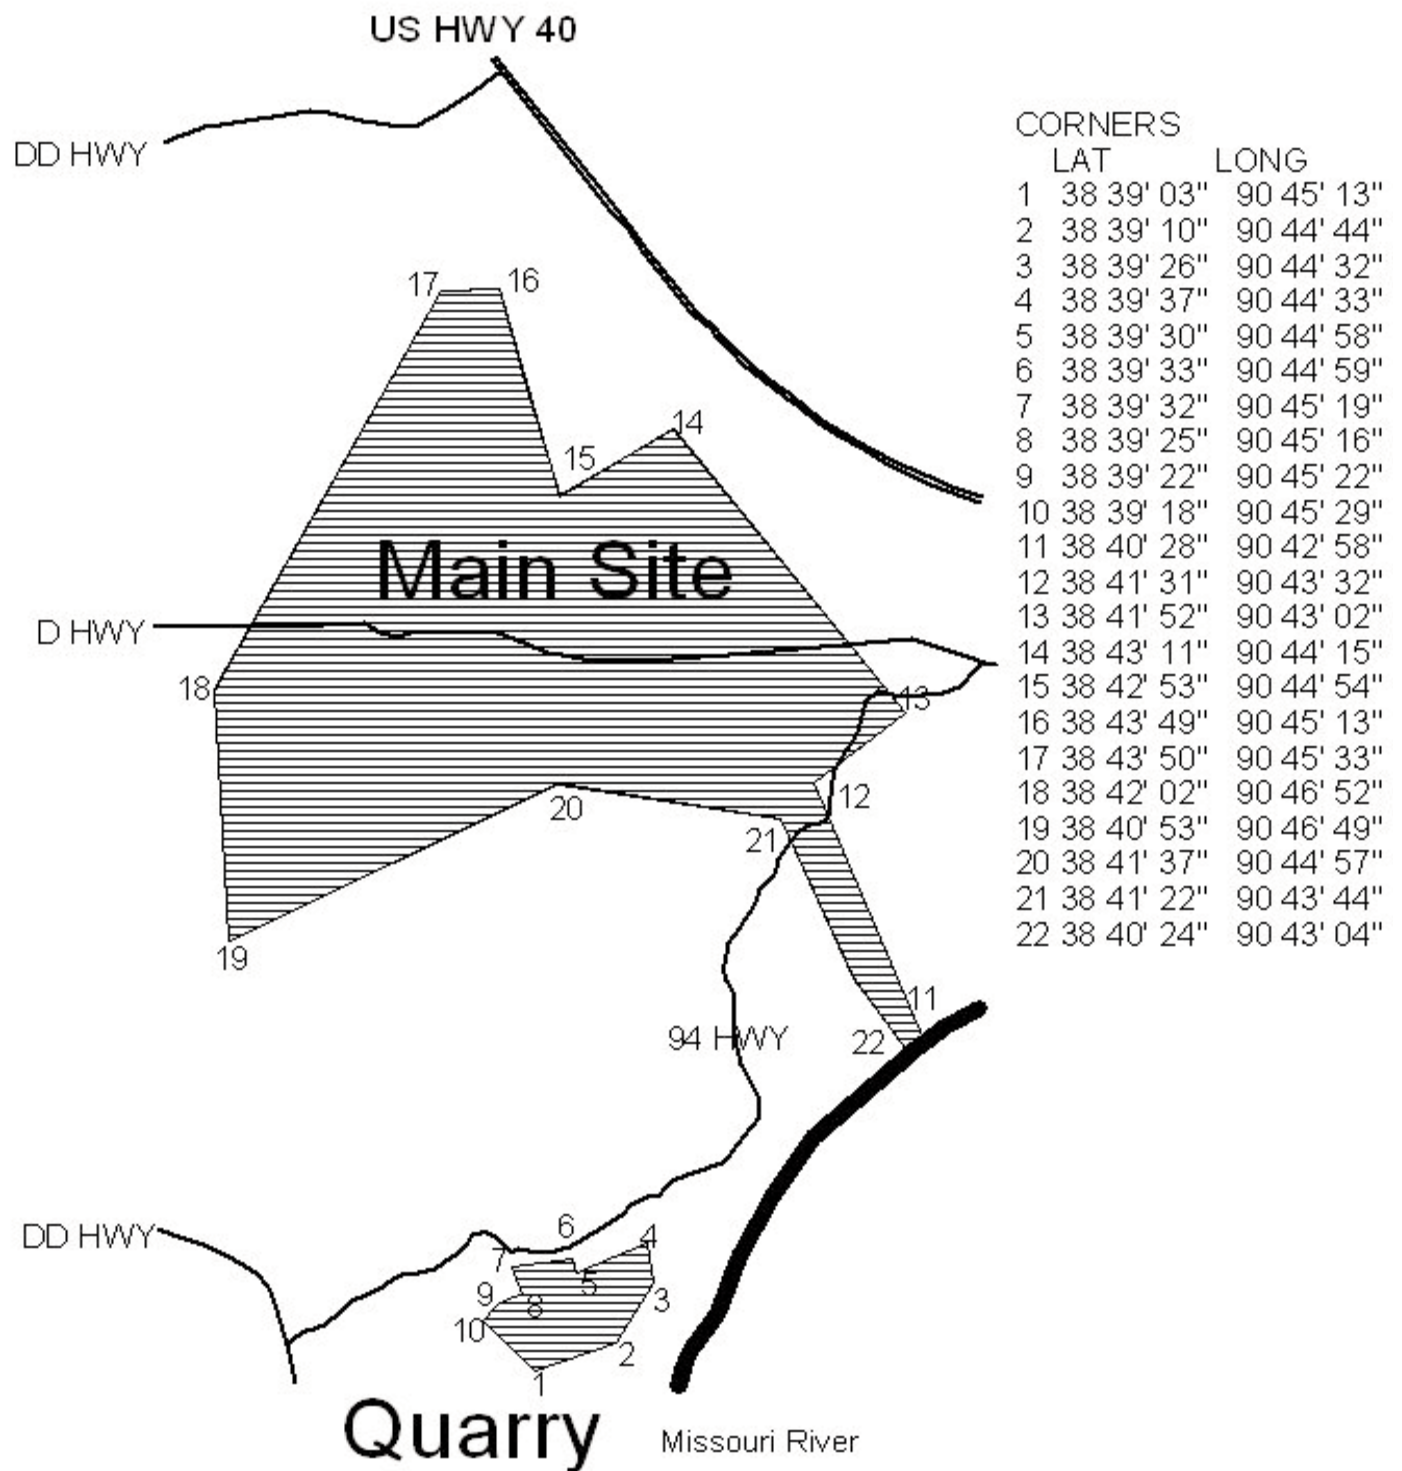 US HWY 40
DD HWY
CORNERS
LAT LONG
1 38 39' 03" 90 45' 13"
2 38 39' 10" 90 44' 44"
3 38 39' 26" 90 44' 32"
4 38 39' 37" 90 44' 33"
5 38 39' 30" 90 44' 58"
6 38 39' 33" 90 44' 59"
7 38 39' 32" 90 45' 19"
8 38 39' 25" 90 45' 16"
9 38 39' 22" 90 45' 22"
10 38 39' 18" 90 45' 29"
11 38 40' 28" 90 42' 58"
12 38 41' 31" 90 43' 32"
13 38 41' 52" 90 43' 02"
14 38 43' 11" 90 44' 15"
15 38 42' 53" 90 44' 54"
16 38 43' 49" 90 45' 13"
17 38 43' 50" 90 45' 33"
18 38 42' 02" 90 46' 52"
19 38 40' 53" 90 46' 49"
20 38 41' 37" 90 44' 57"
21 38 41' 22" 90 43' 44"
22 38 40' 24" 90 43' 04"
17 16
14
15
Main Site
D HWY
18
13
12
20
21
19
11
94 HWY
22
6
4
DD HWY
7
5
9
8
3
10
2
1
Quarry
Missouri River